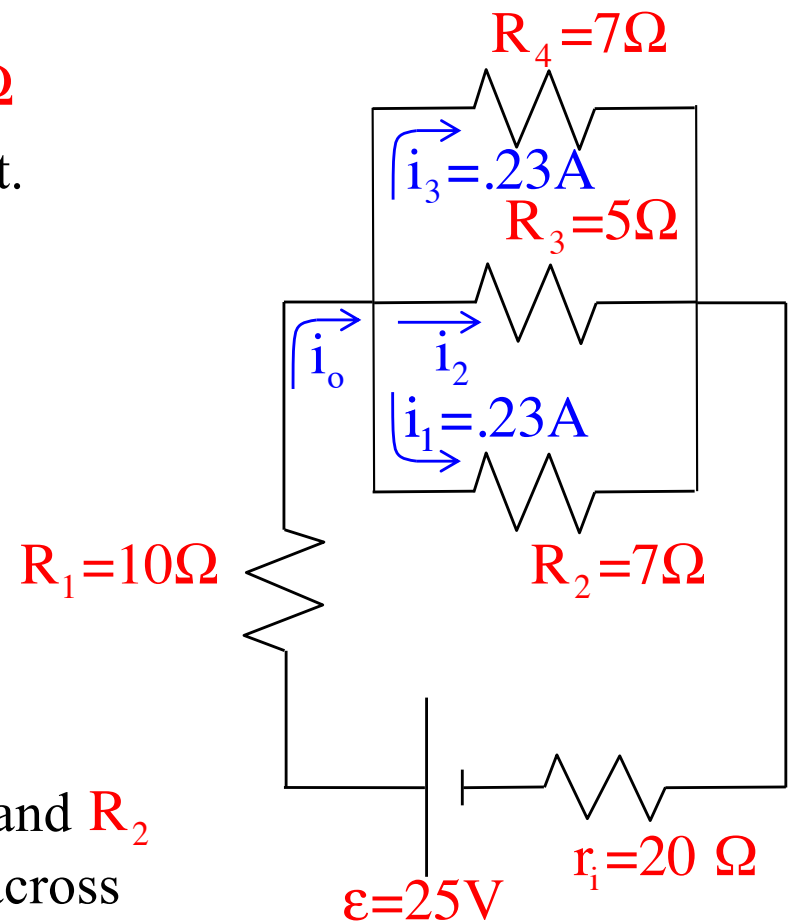 R₄=7Ω
Ω
t.
i₃=.23A
R₃=5Ω
iₒ
i₂
i₁=.23A
R₁=10Ω
R₂=7Ω
and R₂
rᵢ=20 Ω
across
ε=25V